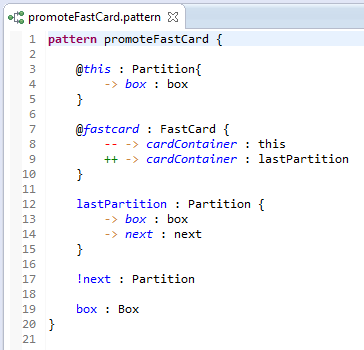 promoteFastCard.pattern
1 pattern promoteFastCard {
2
3 @this : Partition{
4 -> box : box
5 }
6
7 @fastcard : FastCard {
8 -- -> cardContainer : this
9 ++ -> cardContainer : lastPartition
10 }
11
12 lastPartition : Partition {
13 -> box : box
14 -> next : next
15 }
16
17 !next : Partition
18
19 box : Box
20 }
21